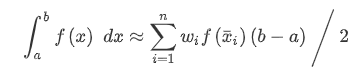 ∫_a^b f (x) dx ≈ ∑_{i=1}^n w_i f (x̄_i) (b − a) / 2